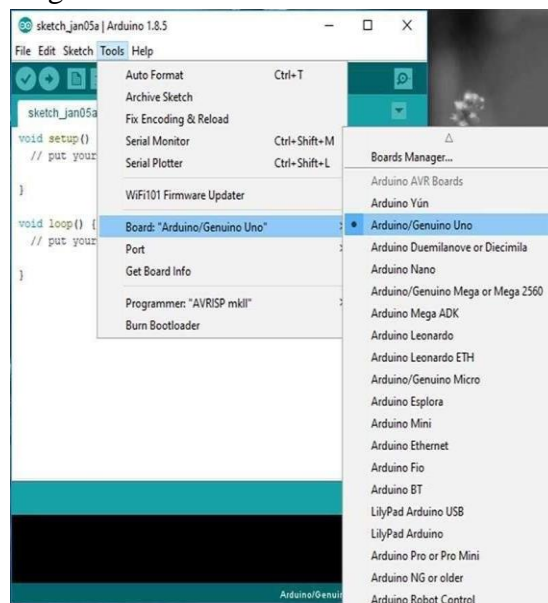 sketch_jan05a | Arduino 1.8.5
File Edit Sketch Tools Help
sketch_jan05a
void setup()
// put your
}
void loop() {
// put your
}
Auto Format Ctrl+T
Archive Sketch
Fix Encoding & Reload
Serial Monitor Ctrl+Shift+M
Serial Plotter Ctrl+Shift+L
WiFi101 Firmware Updater
Board: "Arduino/Genuino Uno"
Port
Get Board Info
Programmer: "AVRISP mkII"
Burn Bootloader
Boards Manager...
Arduino AVR Boards
Arduino Yún
Arduino/Genuino Uno
Arduino Duemilanove or Diecimila
Arduino Nano
Arduino/Genuino Mega or Mega 2560
Arduino Mega ADK
Arduino Leonardo
Arduino Leonardo ETH
Arduino/Genuino Micro
Arduino Esplora
Arduino Mini
Arduino Ethernet
Arduino Fio
Arduino BT
LilyPad Arduino USB
LilyPad Arduino
Arduino Pro or Pro Mini
Arduino NG or older
Arduino Robot Control